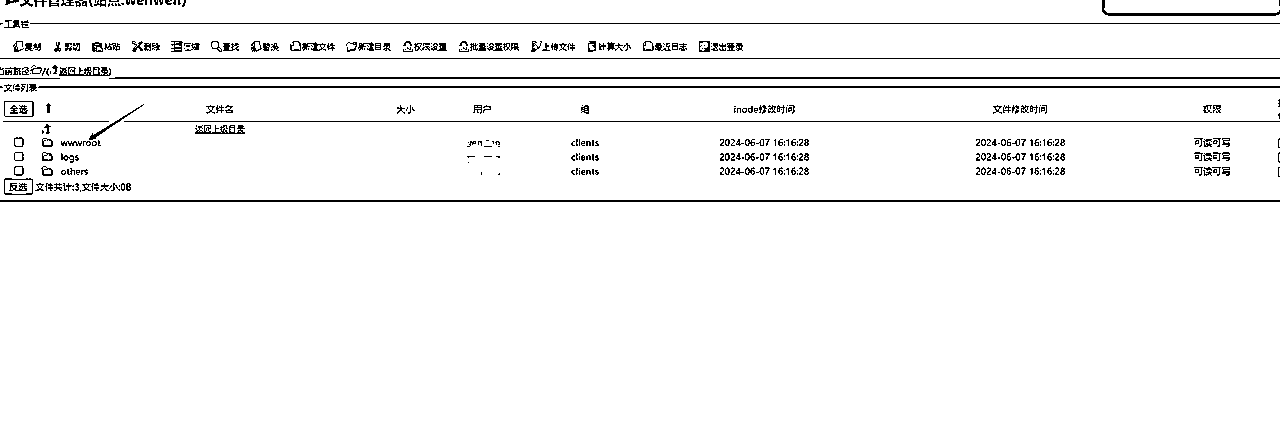 文件管理器(站点:wenwen)
工具栏
复制 剪切 粘贴 删除 压缩 查找 替换 新建文件 新建目录 权限设置 批量设置权限 上传文件 计算大小 最近日志 退出登录
当前路径:/(返回上级目录)
文件列表
全选 文件名 大小 用户 组 inode修改时间 文件修改时间 权限
返回上级目录
wwwroot clients 2024-06-07 16:16:28 2024-06-07 16:16:28 可读可写
logs clients 2024-06-07 16:16:28 2024-06-07 16:16:28 可读可写
others clients 2024-06-07 16:16:28 2024-06-07 16:16:28 可读可写
反选 文件共计:3,文件大小:0B